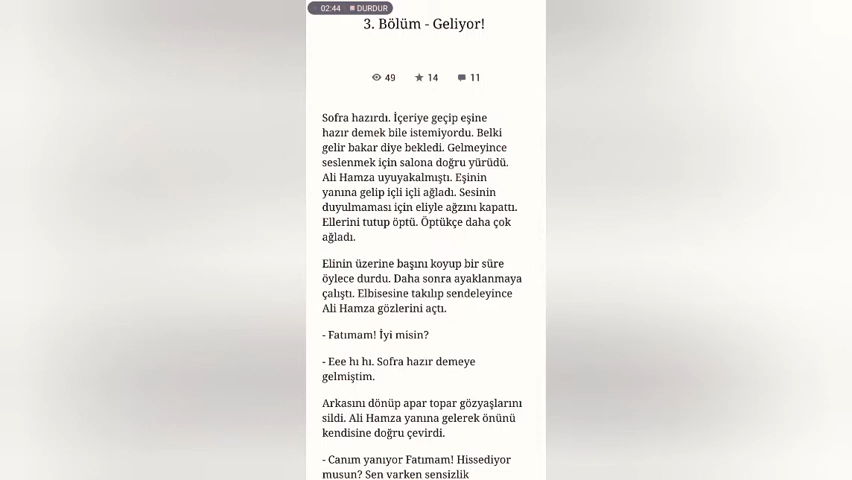 02:44 DURDUR
3. Bölüm - Geliyor!
49 14 11
Sofra hazırdı. İçeriye geçip eşine
hazır demek bile istemiyordu. Belki
gelir bakar diye bekledi. Gelmeyince
seslenmek için salona doğru yürüdü.
Ali Hamza uyuyakalmıştı. Eşinin
yanına gelip içli içli ağladı. Sesinin
duyulmaması için eliyle ağzını kapattı.
Ellerini tutup öptü. Öptükçe daha çok
ağladı.
Elinin üzerine başını koyup bir süre
öylece durdu. Daha sonra ayaklanmaya
çalıştı. Elbisesine takılıp sendeleyince
Ali Hamza gözlerini açtı.
- Fatımam! İyi misin?
- Eee hı hı. Sofra hazır demeye
gelmiştim.
Arkasını dönüp apar topar gözyaşlarını
sildi. Ali Hamza yanına gelerek önünü
kendisine doğru çevirdi.
- Canım yanıyor Fatımam! Hissediyor
musun? Sen varken sensizlik